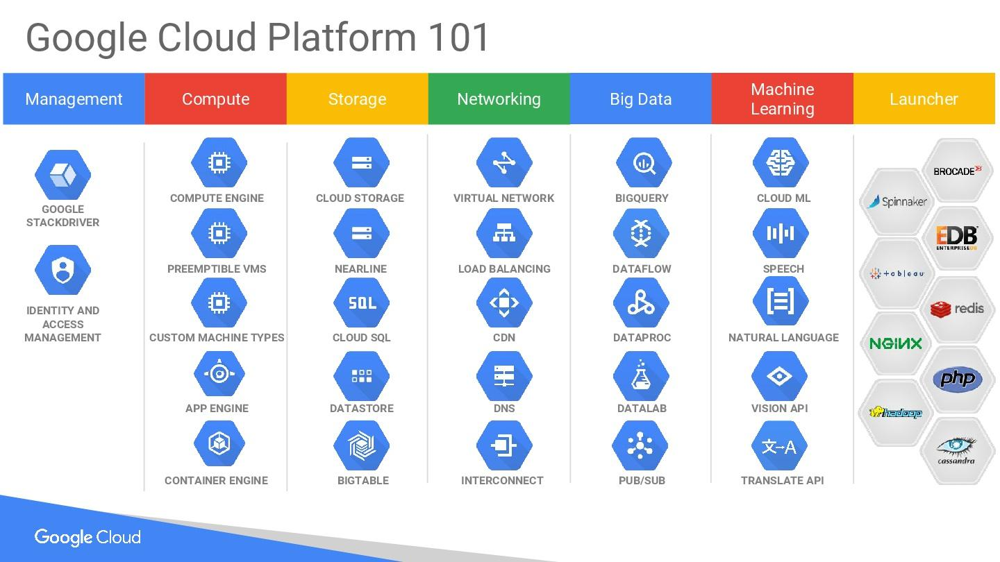 Google Cloud Platform 101
Management
Compute
Storage
Networking
Big Data
Machine
Learning
Launcher
GOOGLE
STACKDRIVER
IDENTITY AND
ACCESS
MANAGEMENT
COMPUTE ENGINE
PREEMPTIBLE VMS
CUSTOM MACHINE TYPES
APP ENGINE
CONTAINER ENGINE
CLOUD STORAGE
NEARLINE
SQL
CLOUD SQL
DATASTORE
BIGTABLE
VIRTUAL NETWORK
LOAD BALANCING
CDN
DNS
INTERCONNECT
BIGQUERY
DATAFLOW
DATAPROC
DATALAB
PUB/SUB
CLOUD ML
SPEECH
NATURAL LANGUAGE
VISION API
文→A
TRANSLATE API
BROCADE
Spinnaker
EDB™
ENTERPRISEDB
tableau
redis
NGINX
php
hadoop
cassandra
Google Cloud